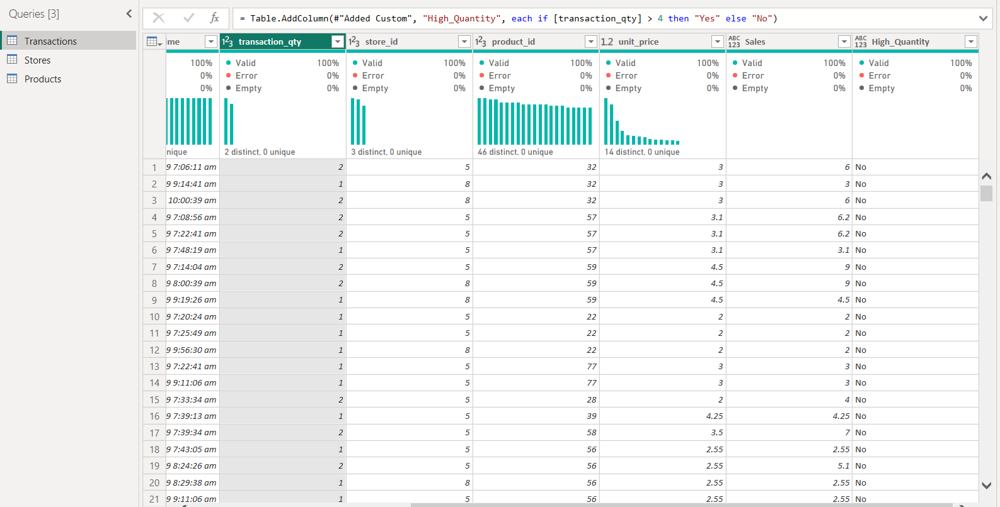 Queries [3]
Transactions
Stores
Products
fx
= Table.AddColumn(#"Added Custom", "High_Quantity", each if [transaction_qty] > 4 then "Yes" else "No")
ime 1²3 transaction_qty 1²3 store_id 1²3 product_id 1.2 unit_price ABC 123 Sales ABC 123 High_Quantity
100% Valid 100% Valid 100% Valid 100% Valid 100% Valid 100% Valid 100%
0% Error 0% Error 0% Error 0% Error 0% Error 0% Error 0%
0% Empty 0% Empty 0% Empty 0% Empty 0% Empty 0% Empty 0%
nique 2 distinct, 0 unique 3 distinct, 0 unique 46 distinct, 0 unique 14 distinct, 0 unique
1 9 7:06:11 am 2 5 32 3 6 No
2 9 9:14:41 am 1 8 32 3 3 No
3 10:00:39 am 2 8 32 3 6 No
4 9 7:08:56 am 2 5 57 3.1 6.2 No
5 9 7:22:41 am 2 5 57 3.1 6.2 No
6 9 7:48:19 am 1 5 57 3.1 3.1 No
7 9 7:14:04 am 2 5 59 4.5 9 No
8 9 8:00:39 am 2 8 59 4.5 9 No
9 9 9:19:26 am 1 8 59 4.5 4.5 No
10 9 7:20:24 am 1 5 22 2 2 No
11 9 7:25:49 am 1 5 22 2 2 No
12 9 9:56:30 am 1 8 22 2 2 No
13 9 7:22:41 am 1 5 77 3 3 No
14 9 9:11:06 am 1 5 77 3 3 No
15 9 7:33:34 am 2 5 28 2 4 No
16 9 7:39:13 am 1 5 39 4.25 4.25 No
17 9 7:39:34 am 2 5 58 3.5 7 No
18 9 7:43:05 am 1 5 56 2.55 2.55 No
19 9 8:24:26 am 2 5 56 2.55 5.1 No
20 9 8:29:38 am 1 8 56 2.55 2.55 No
21 9 9:11:06 am 1 5 56 2.55 2.55 No